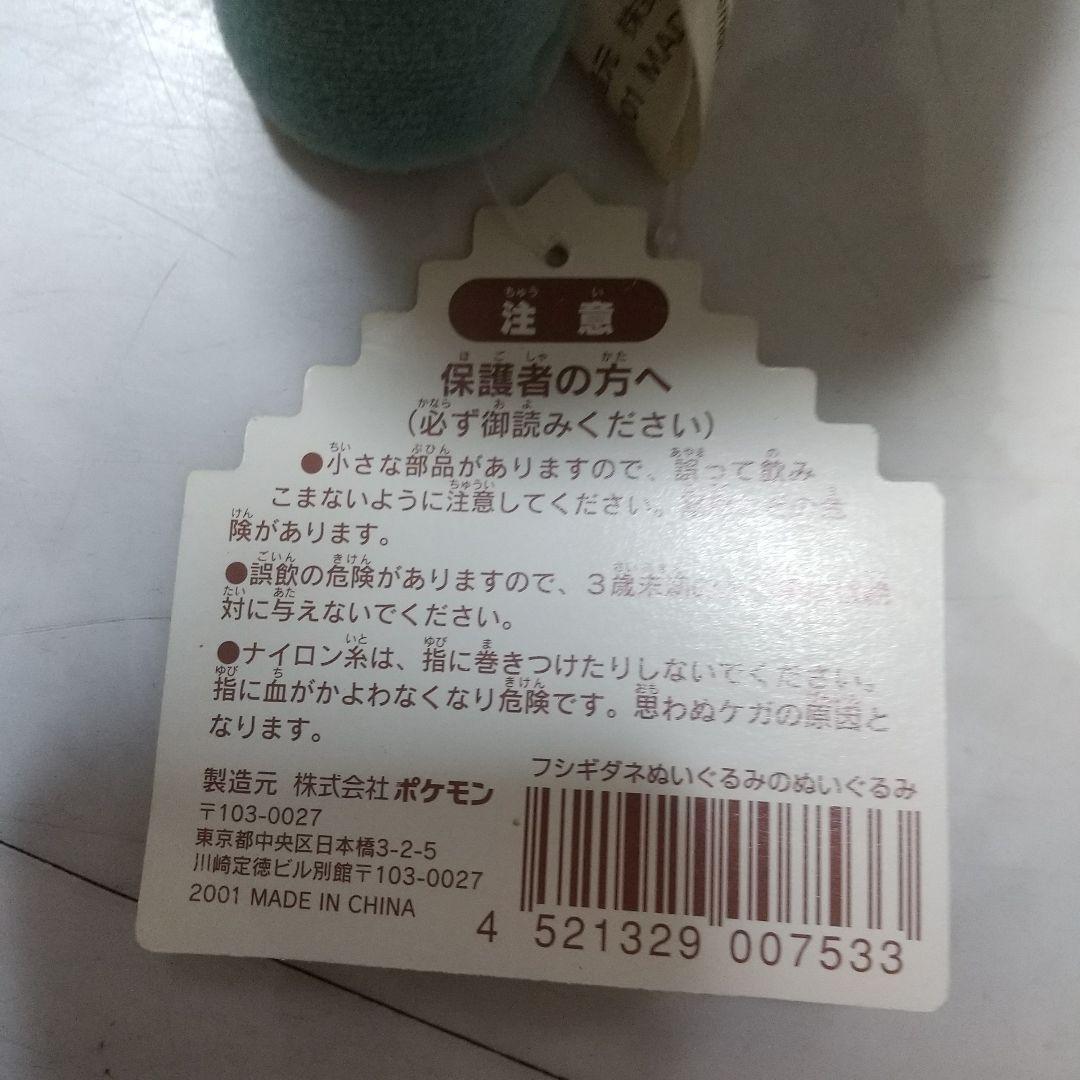 元 株式
01 MAD
注意
保護者の方へ
(必ず御読みください)
●小さな部品がありますので、誤って飲み
こまないように注意してください。
険があります。
●誤飲の危険がありますので、3歳未満
対に与えないでください。
●ナイロン糸は、指に巻きつけたりしないでください。
指に血がかよわなくなり危険です。思わぬケガの原因と
なります。
製造元 株式会社 ポケモン
〒103-0027
東京都中央区日本橋3-2-5
川崎定徳ビル別館〒103-0027
2001 MADE IN CHINA
フシギダネぬいぐるみのぬいぐるみ
4 521329 007533